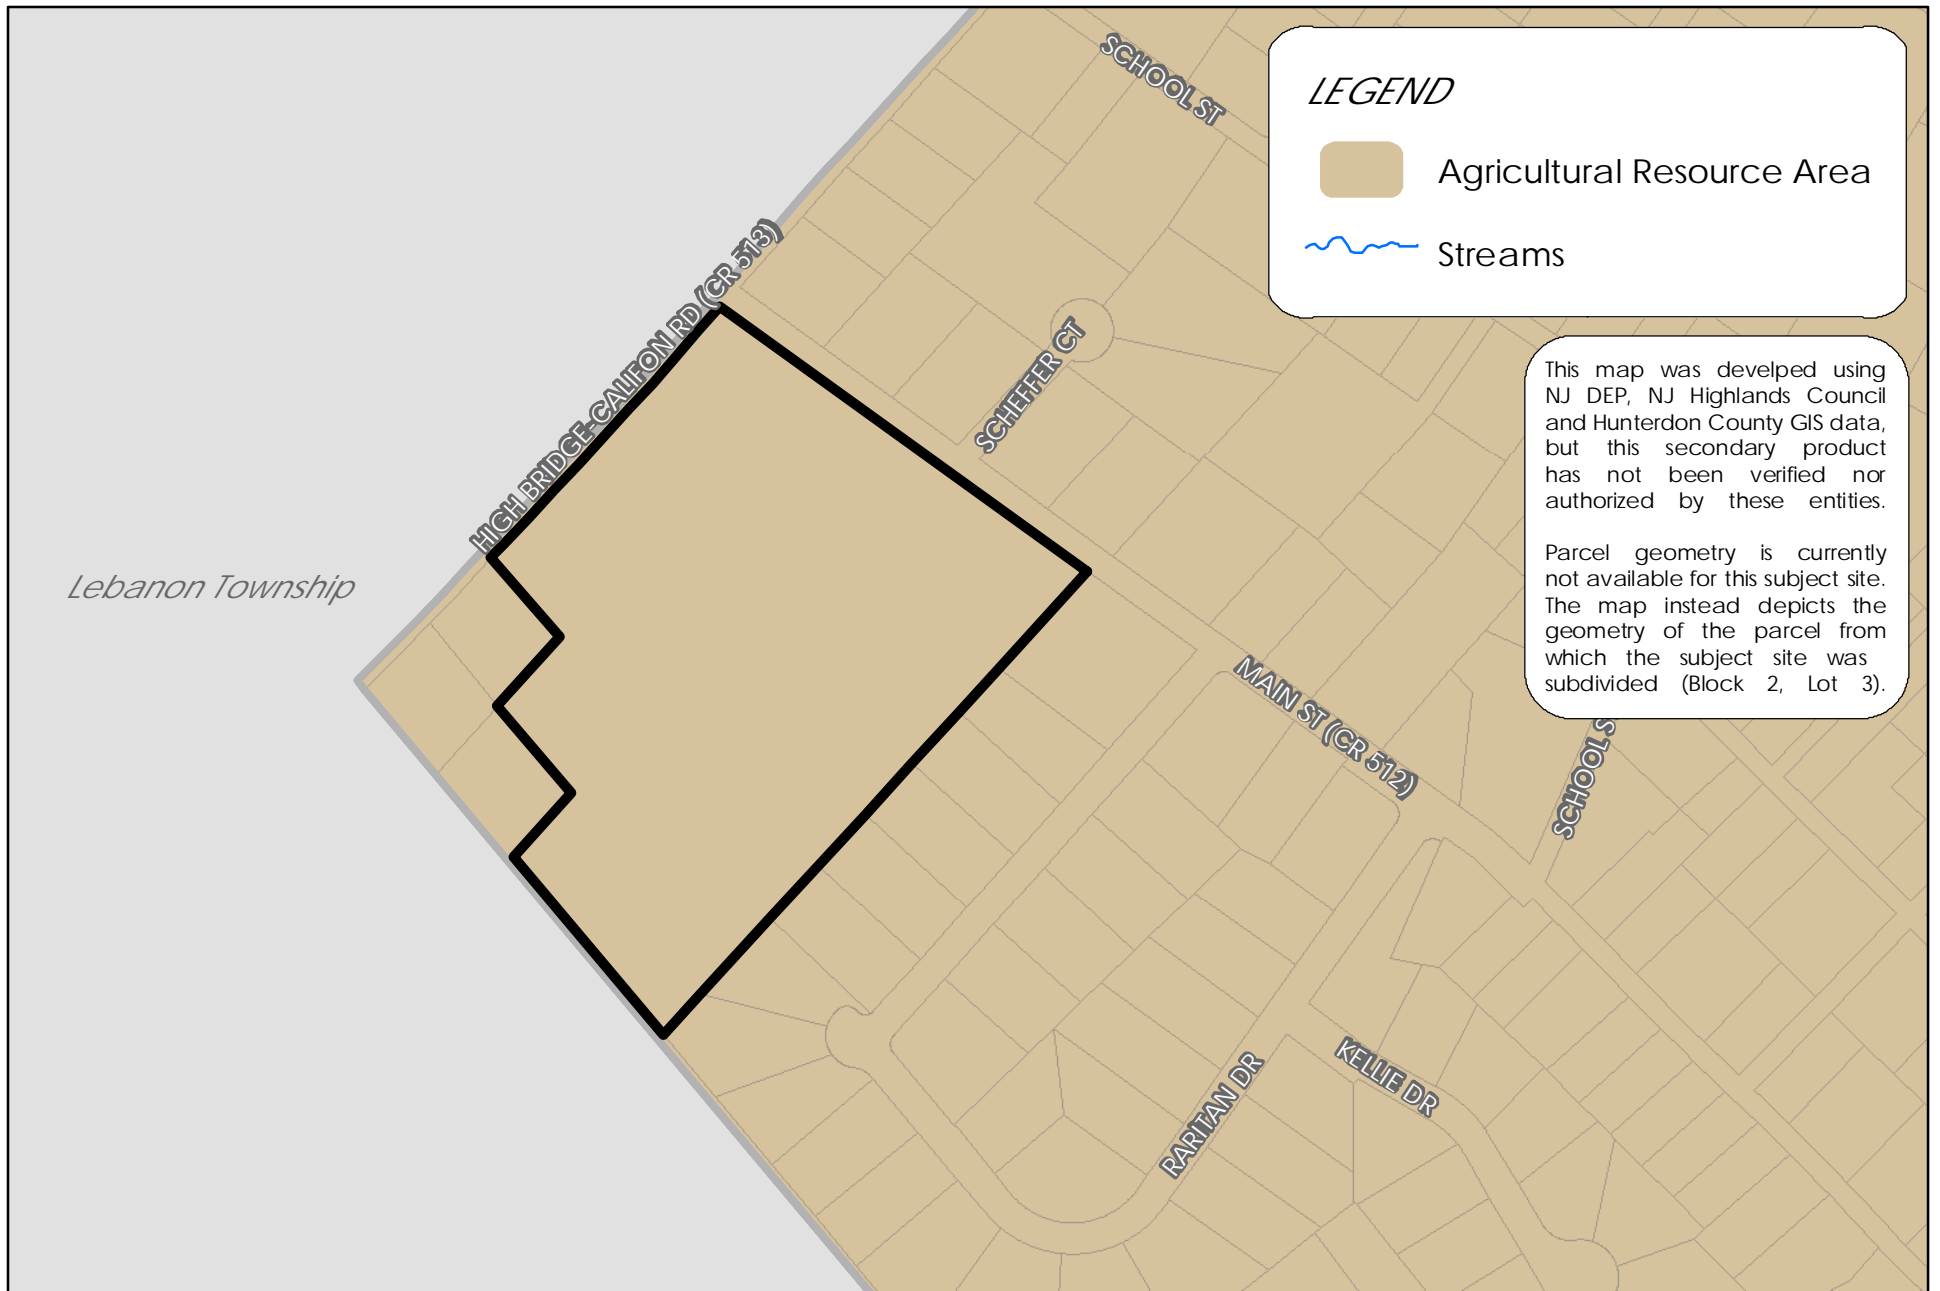 SCHOOL ST
LEGEND
Agricultural Resource Area
Streams
HIGH BRIDGE-CALIFON RD (CR 513)
SCHEFFER CT
This map was develped using
NJ DEP, NJ Highlands Council
and Hunterdon County GIS data,
but this secondary product
has not been verified nor
authorized by these entities.
Parcel geometry is currently
not available for this subject site.
The map instead depicts the
geometry of the parcel from
which the subject site was
subdivided (Block 2, Lot 3).
Lebanon Township
MAIN ST (CR 512)
SCHOOL S
KELLIE DR
RARITAN DR